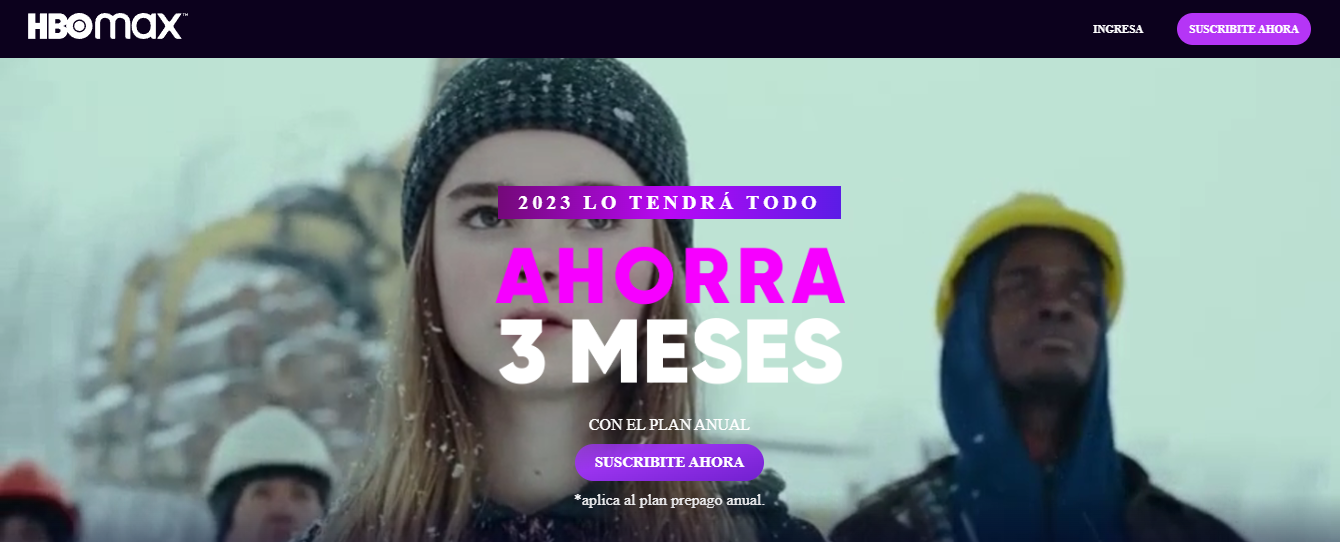 HBOmax™
INGRESA
SUSCRIBITE AHORA
2023 LO TENDRÁ TODO
AHORRA
3 MESES
CON EL PLAN ANUAL
SUSCRIBITE AHORA
*aplica al plan prepago anual.